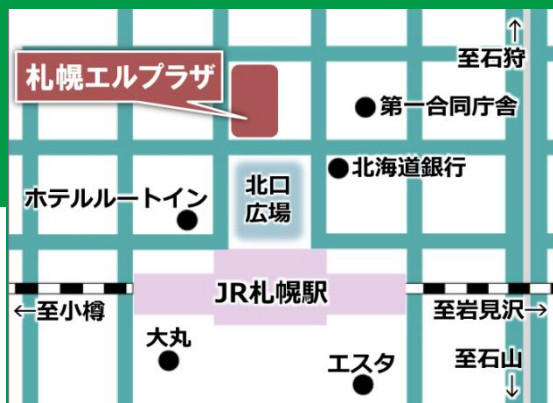 ↑
至石狩
札幌エルプラザ
第一合同庁舎
北海道銀行
北口
広場
ホテルルートイン
JR札幌駅
←至小樽
至岩見沢→
大丸
エスタ
至石山
↓